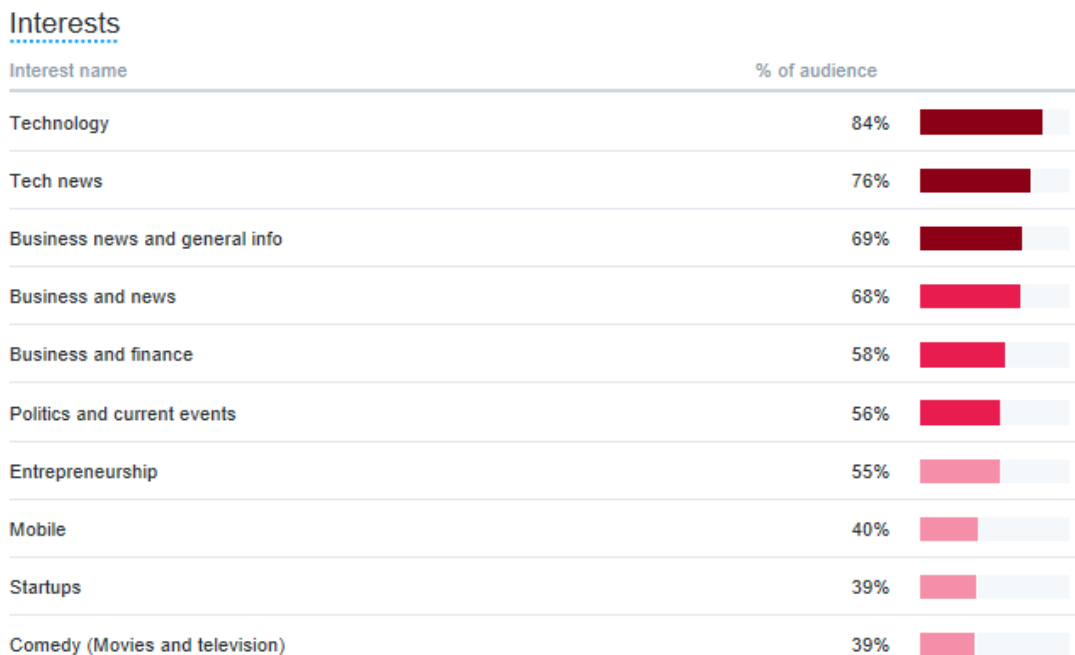 Interests
Interest name % of audience
Technology 84%
Tech news 76%
Business news and general info 69%
Business and news 68%
Business and finance 58%
Politics and current events 56%
Entrepreneurship 55%
Mobile 40%
Startups 39%
Comedy (Movies and television) 39%